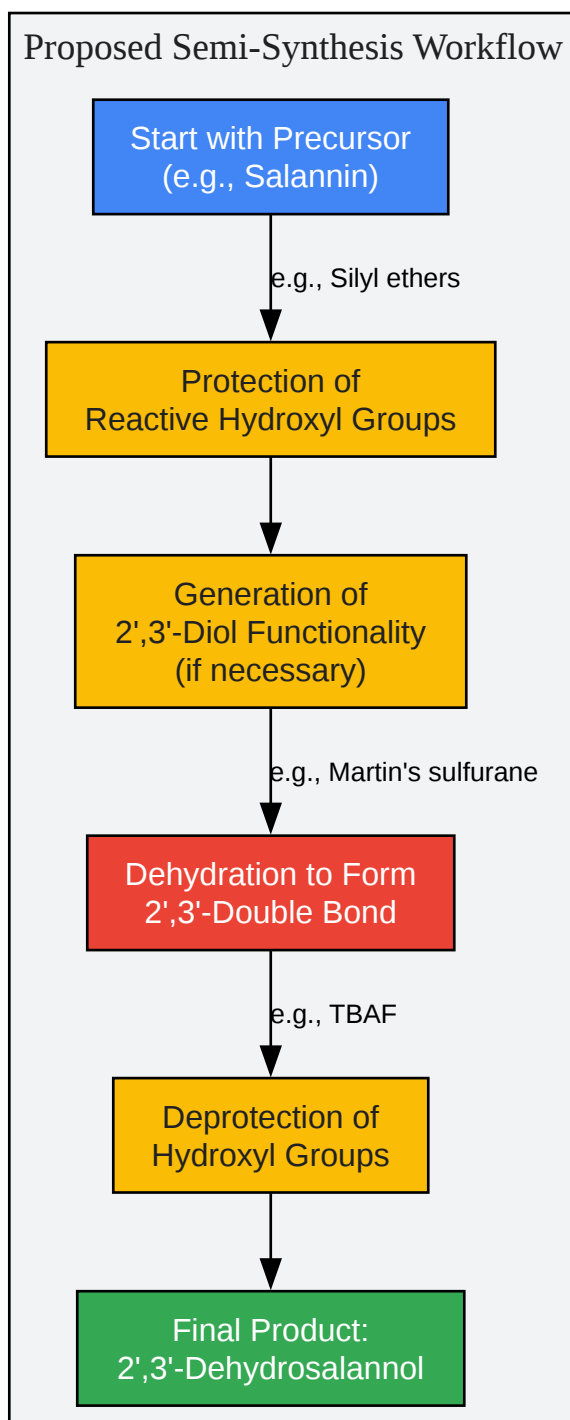 Proposed Semi-Synthesis Workflow
Start with Precursor
(e.g., Salannin)
e.g., Silyl ethers
Protection of
Reactive Hydroxyl Groups
Generation of
2',3'-Diol Functionality
(if necessary)
e.g., Martin's sulfurane
Dehydration to Form
2',3'-Double Bond
e.g., TBAF
Deprotection of
Hydroxyl Groups
Final Product:
2',3'-Dehydrosalannol